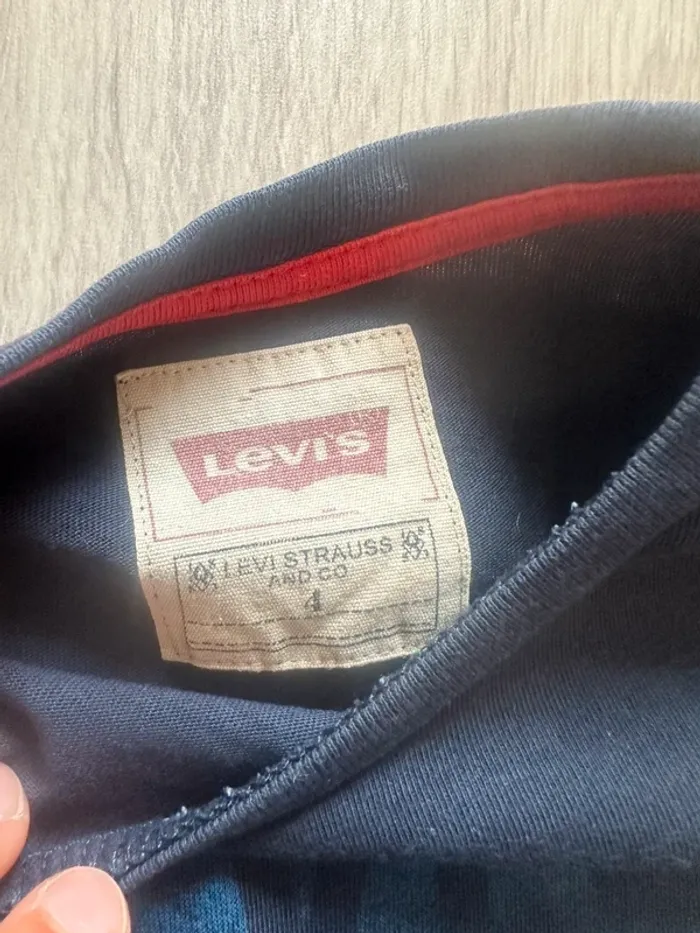 Levi's
LEVI STRAUSS
AND CO
4